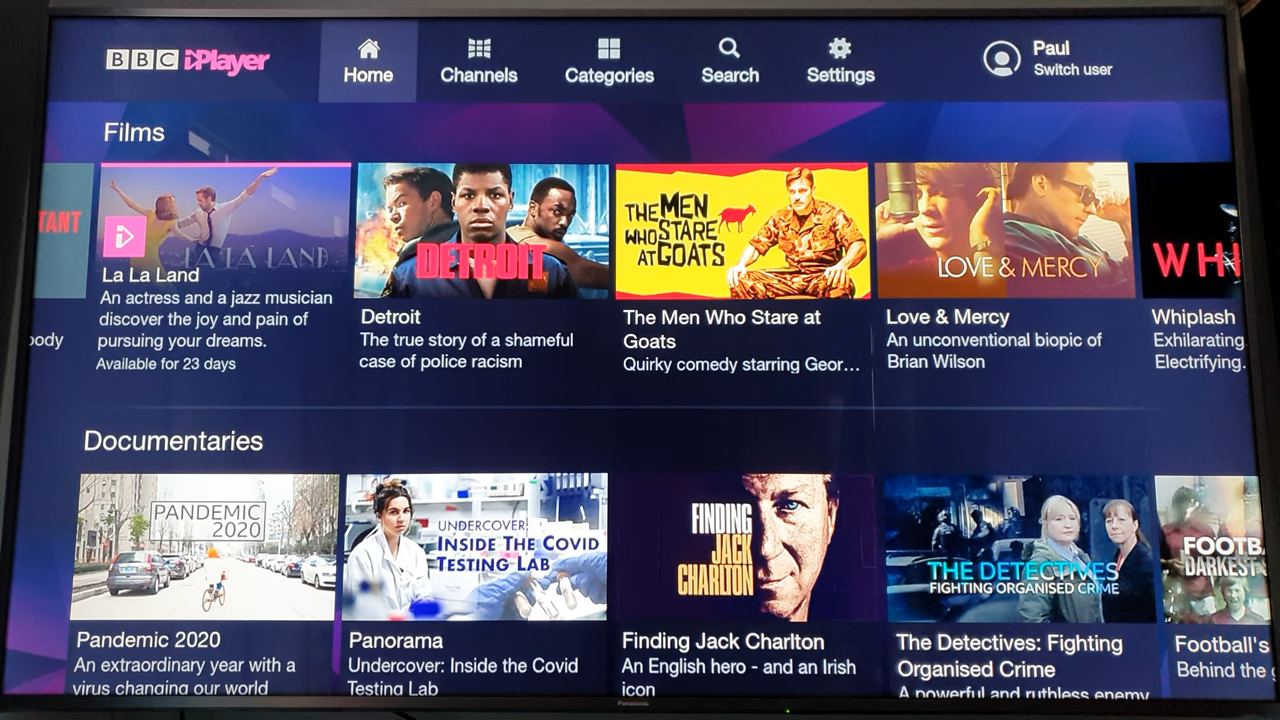 BBC iPlayer
Home
Channels
Categories
Search
Settings
Paul
Switch user
Films
TANT
body
LA LA LAND
La La Land
An actress and a jazz musician
discover the joy and pain of
pursuing your dreams.
Available for 23 days
DETROIT
Detroit
The true story of a shameful
case of police racism
THE MEN
WHO STARE
AT GOATS
The Men Who Stare at
Goats
Quirky comedy starring Geor...
LOVE & MERCY
Love & Mercy
An unconventional biopic of
Brian Wilson
WHI
Whiplash
Exhilarating.
Electrifying.
Documentaries
PANDEMIC
2020
Pandemic 2020
An extraordinary year with a
virus changing our world
UNDERCOVER:
INSIDE THE COVID
TESTING LAB
Panorama
Undercover: Inside the Covid
Testing Lab
FINDING
JACK
CHARLTON
Finding Jack Charlton
An English hero - and an Irish
icon
THE DETECTIVES
FIGHTING ORGANISED CRIME
The Detectives: Fighting
Organised Crime
A powerful and ruthless enemy
FOOTB
DARKEST
Football's
Behind the
Panasonic